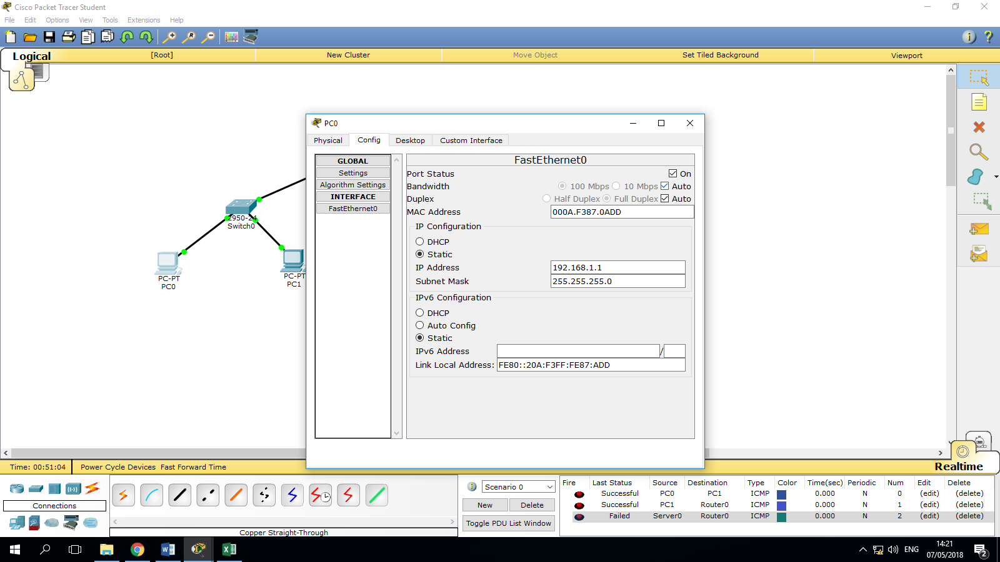 Cisco Packet Tracer Student
File Edit Options View Tools Extensions Help
Logical [Root] New Cluster Move Object Set Tiled Background Viewport
PC0
Physical Config Desktop Custom Interface
GLOBAL
Settings
Algorithm Settings
INTERFACE
FastEthernet0
FastEthernet0
Port Status On
Bandwidth 100 Mbps 10 Mbps Auto
Duplex Half Duplex Full Duplex Auto
MAC Address 000A.F387.0ADD
IP Configuration
DHCP
Static
IP Address 192.168.1.1
Subnet Mask 255.255.255.0
IPv6 Configuration
DHCP
Auto Config
Static
IPv6 Address /
Link Local Address: FE80::20A:F3FF:FE87:ADD
2950-24
Switch0
PC-PT
PC0
PC-PT
PC1
Time: 00:51:04 Power Cycle Devices Fast Forward Time
Realtime
Connections
Copper Straight-Through
Scenario 0
New Delete
Toggle PDU List Window
Fire Last Status Source Destination Type Color Time(sec) Periodic Num Edit Delete
Successful PC0 PC1 ICMP 0.000 N 0 (edit) (delete)
Successful PC1 Router0 ICMP 0.000 N 1 (edit) (delete)
Failed Server0 Router0 ICMP 0.000 N 2 (edit) (delete)
ENG
14:21
07/05/2018
2